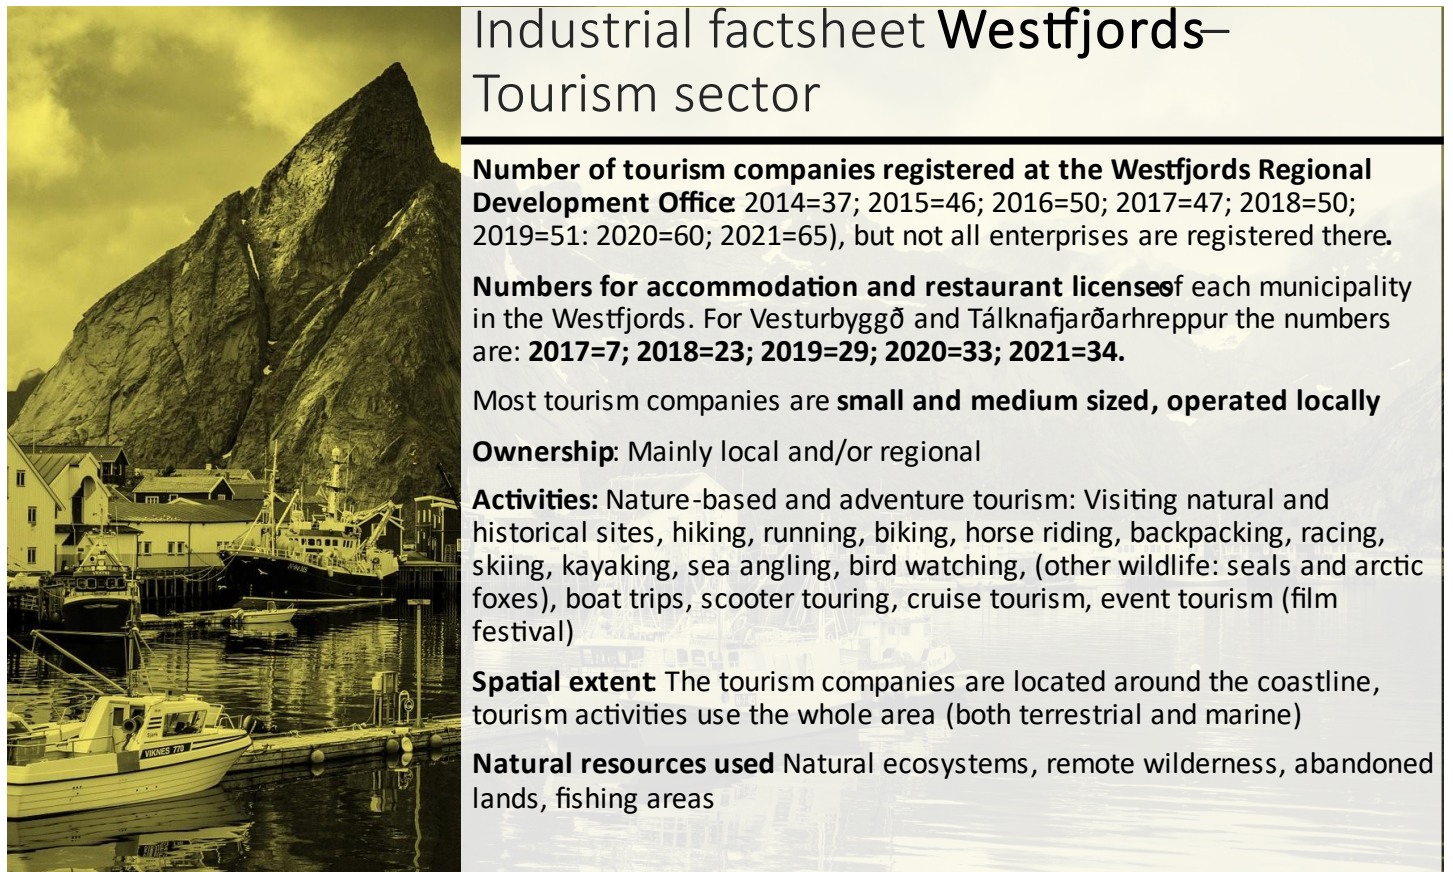 Industrial factsheet Westfjords–
Tourism sector
Number of tourism companies registered at the Westfjords Regional
Development Office: 2014=37; 2015=46; 2016=50; 2017=47; 2018=50;
2019=51: 2020=60; 2021=65), but not all enterprises are registered there.
Numbers for accommodation and restaurant licenses of each municipality
in the Westfjords. For Vesturbyggð and Tálknafjarðarhreppur the numbers
are: 2017=7; 2018=23; 2019=29; 2020=33; 2021=34.
Most tourism companies are small and medium sized, operated locally
Ownership: Mainly local and/or regional
Activities: Nature-based and adventure tourism: Visiting natural and
historical sites, hiking, running, biking, horse riding, backpacking, racing,
skiing, kayaking, sea angling, bird watching, (other wildlife: seals and arctic
foxes), boat trips, scooter touring, cruise tourism, event tourism (film
festival)
Spatial extent: The tourism companies are located around the coastline,
tourism activities use the whole area (both terrestrial and marine)
Natural resources used Natural ecosystems, remote wilderness, abandoned
lands, fishing areas
VIKNES 770